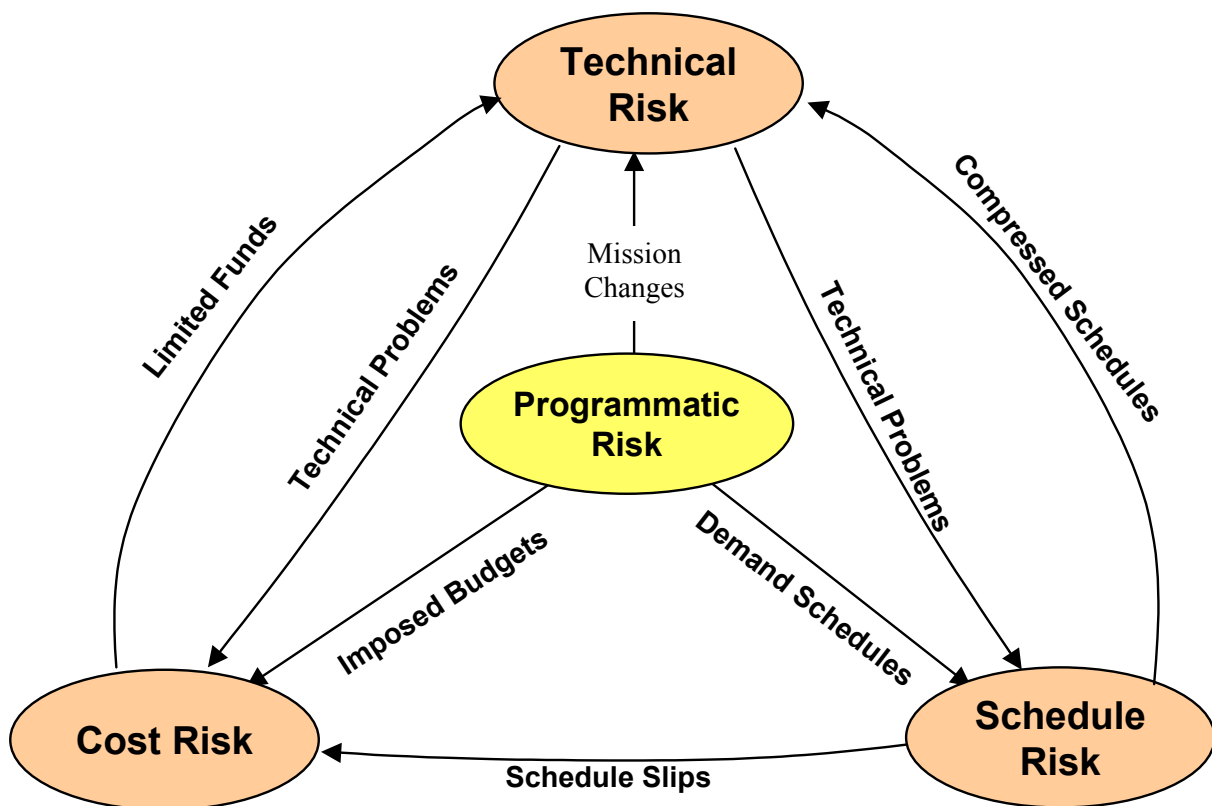 Technical
Risk
Limited Funds
Technical Problems
Mission
Changes
Technical Problems
Compressed Schedules
Programmatic
Risk
Imposed Budgets
Demand Schedules
Cost Risk
Schedule Slips
Schedule
Risk